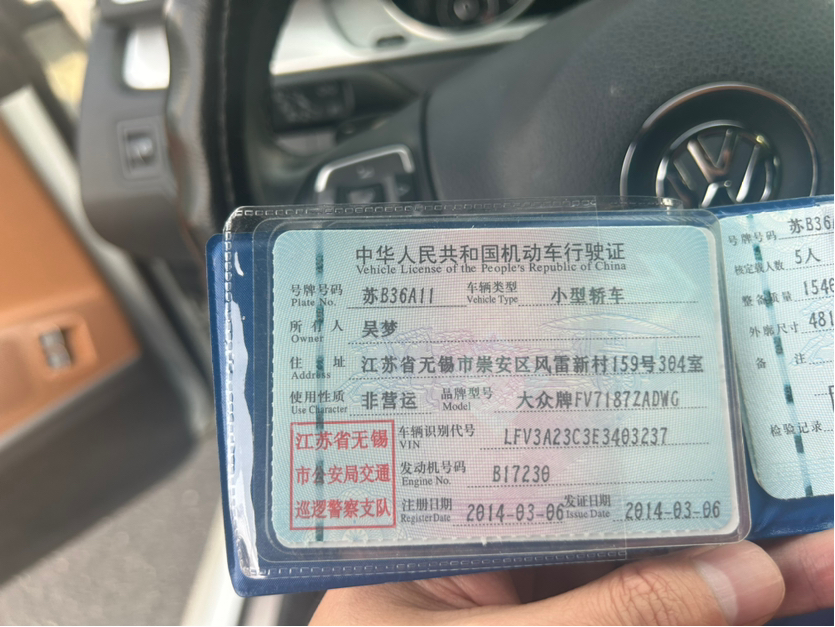 中华人民共和国机动车行驶证
Vehicle License of the People's Republic of China
号牌号码 苏B36A11 车辆类型 小型轿车
Plate No. Vehicle Type
所有人 吴梦
Owner
住址 江苏省无锡市崇安区风雷新村159号304室
Address
使用性质 非营运 品牌型号 大众牌FV7187ZADWG
Use Character Model
江苏省无锡
市公安局交通
巡逻警察支队
车辆识别代号 LFV3A23C3E3403237
VIN
发动机号码 B17230
Engine No.
注册日期 2014-03-06 发证日期 2014-03-06
Register Date Issue Date
号牌号码 苏B36
核定载人数 5人
整备质量 1540
外廓尺寸 481
备注
检验记录